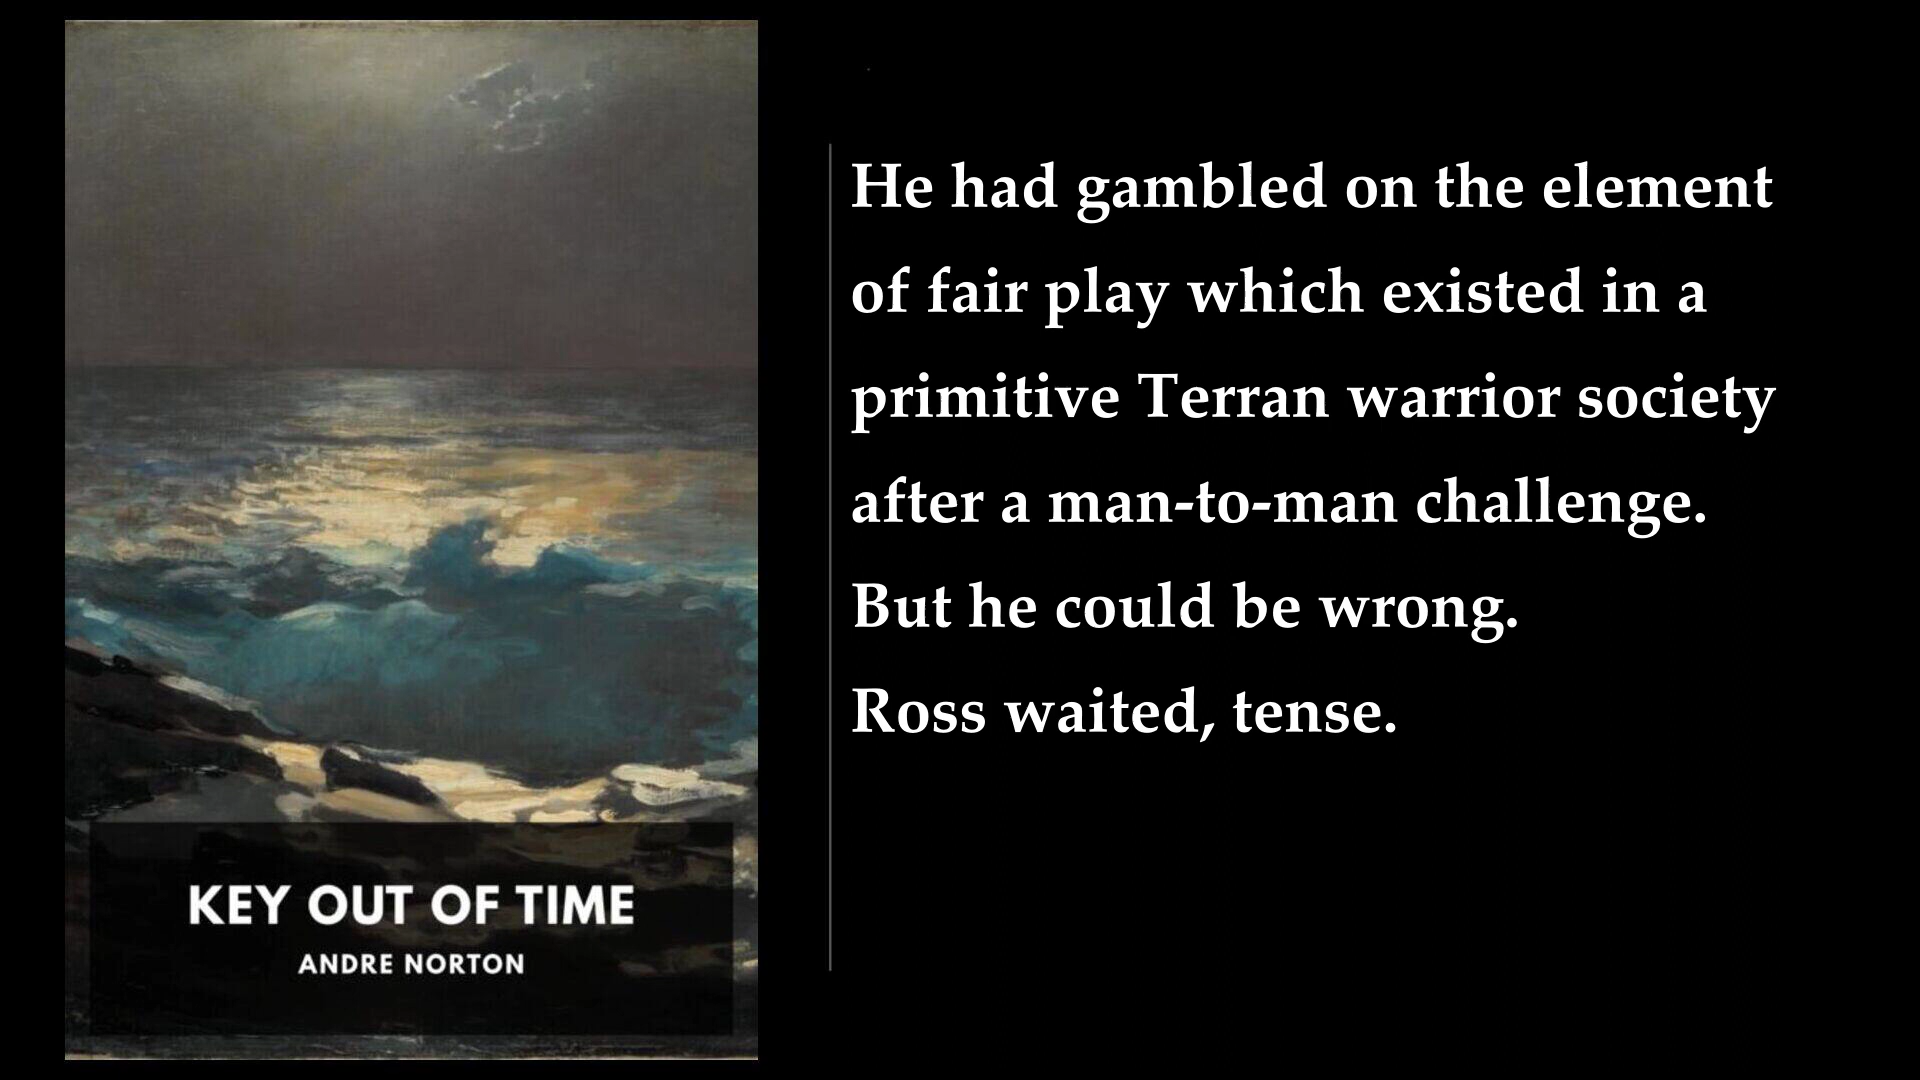 He had gambled on the element
of fair play which existed in a
primitive Terran warrior society
after a man-to-man challenge.
But he could be wrong.
Ross waited, tense.
KEY OUT OF TIME
ANDRE NORTON